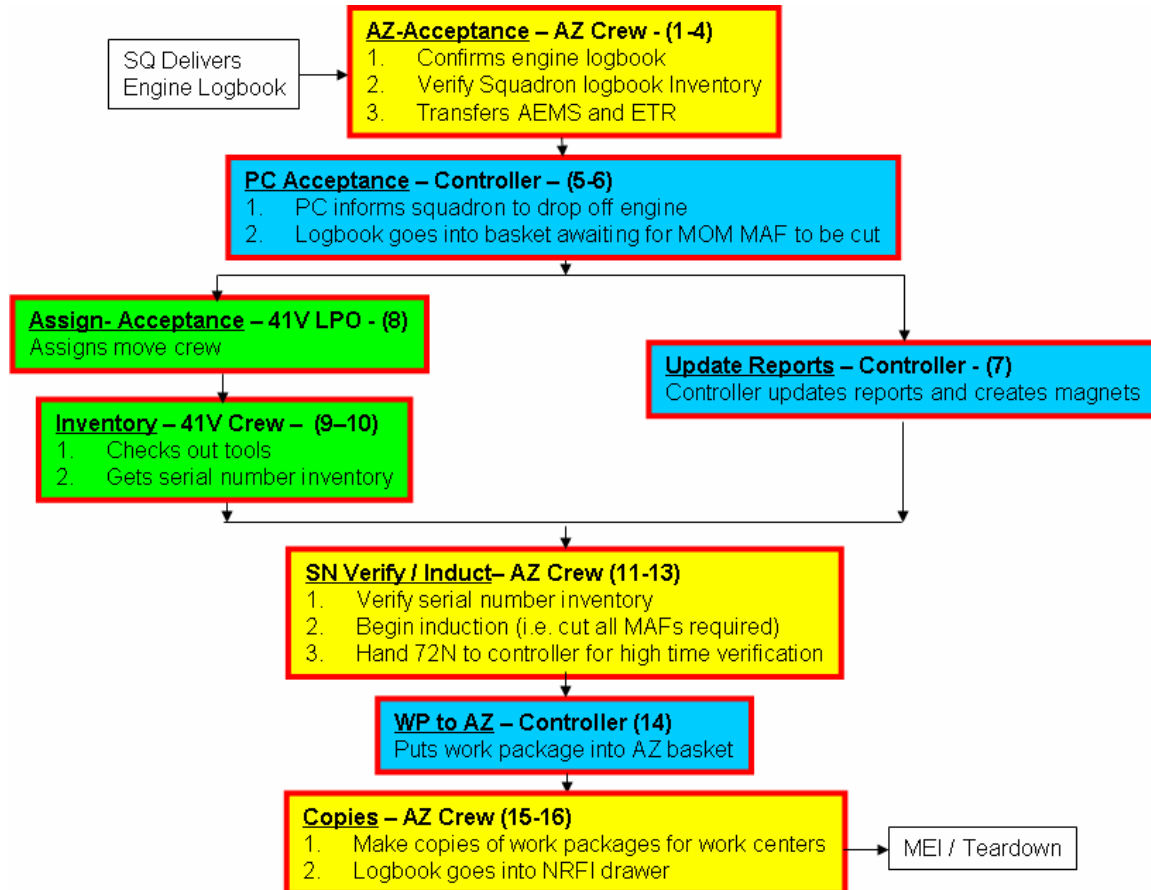 SQ Delivers
Engine Logbook
AZ-Acceptance – AZ Crew - (1-4)
1. Confirms engine logbook
2. Verify Squadron logbook Inventory
3. Transfers AEMS and ETR
PC Acceptance – Controller – (5-6)
1. PC informs squadron to drop off engine
2. Logbook goes into basket awaiting for MOM MAF to be cut
Assign- Acceptance – 41V LPO - (8)
Assigns move crew
Update Reports – Controller - (7)
Controller updates reports and creates magnets
Inventory – 41V Crew – (9–10)
1. Checks out tools
2. Gets serial number inventory
SN Verify / Induct– AZ Crew (11-13)
1. Verify serial number inventory
2. Begin induction (i.e. cut all MAFs required)
3. Hand 72N to controller for high time verification
WP to AZ – Controller (14)
Puts work package into AZ basket
Copies – AZ Crew (15-16)
1. Make copies of work packages for work centers
2. Logbook goes into NRFI drawer
MEI / Teardown